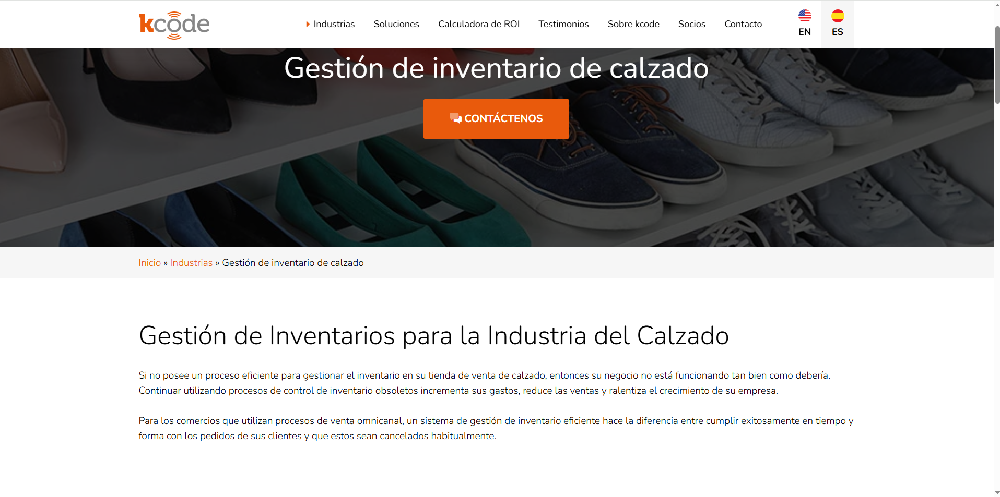 kcode
Industrias
Soluciones
Calculadora de ROI
Testimonios
Sobre kcode
Socios
Contacto
EN
ES
Gestión de inventario de calzado
CONTÁCTENOS
Inicio » Industrias » Gestión de inventario de calzado
Gestión de Inventarios para la Industria del Calzado
Si no posee un proceso eficiente para gestionar el inventario en su tienda de venta de calzado, entonces su negocio no está funcionando tan bien como debería.
Continuar utilizando procesos de control de inventario obsoletos incrementa sus gastos, reduce las ventas y ralentiza el crecimiento de su empresa.
Para los comercios que utilizan procesos de venta omnicanal, un sistema de gestión de inventario eficiente hace la diferencia entre cumplir exitosamente en tiempo y
forma con los pedidos de sus clientes y que estos sean cancelados habitualmente.